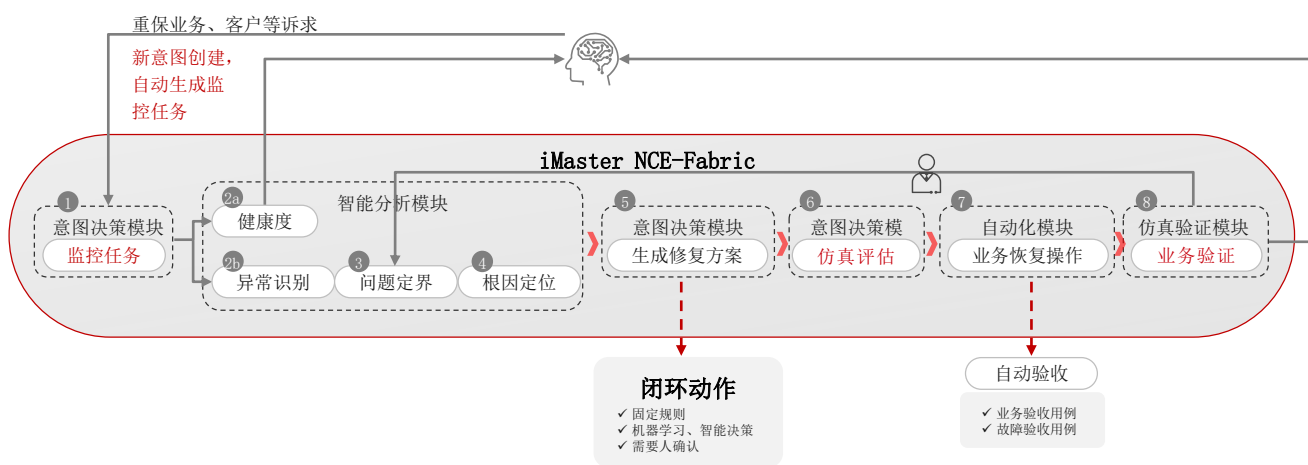 重保业务、客户等诉求
新意图创建，
自动生成监
控任务
iMaster NCE-Fabric
1
意图决策模块
监控任务
2a
健康度
智能分析模块
2b
异常识别
3
问题定界
4
根因定位
5
意图决策模块
生成修复方案
6
意图决策模
仿真评估
7
自动化模块
业务恢复操作
8
仿真验证模块
业务验证
闭环动作
✓ 固定规则
✓ 机器学习、智能决策
✓ 需要人确认
自动验收
✓ 业务验收用例
✓ 故障验收用例